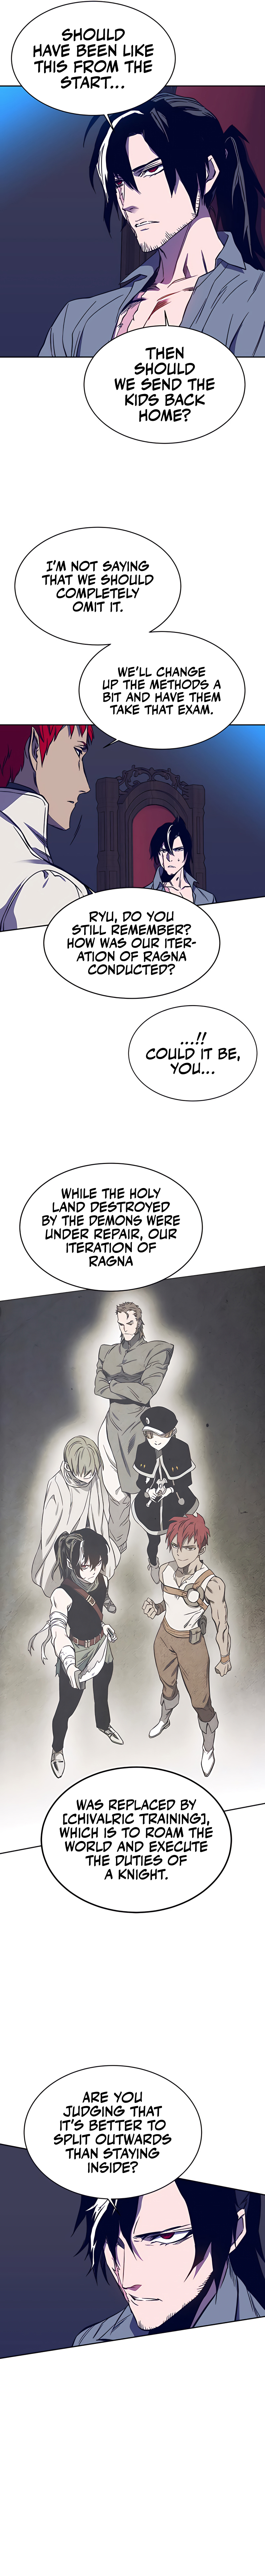 SHOULD
HAVE BEEN LIKE
THIS FROM THE
START...
THEN
SHOULD
WE SEND THE
KIDS BACK
HOME?
I'M NOT SAYING
THAT WE SHOULD
COMPLETELY
OMIT IT.
WE'LL CHANGE
UP THE METHODS A
BIT AND HAVE THEM
TAKE THAT EXAM.
RYU, DO YOU
STILL REMEMBER?
HOW WAS OUR ITER-
ATION OF RAGNA
CONDUCTED?
...!!
COULD IT BE,
YOU...
WHILE THE HOLY
LAND DESTROYED
BY THE DEMONS WERE
UNDER REPAIR, OUR
ITERATION OF
RAGNA
WAS REPLACED BY
[CHIVALRIC TRAINING],
WHICH IS TO ROAM THE
WORLD AND EXECUTE
THE DUTIES OF
A KNIGHT.
ARE YOU
JUDGING THAT
IT'S BETTER TO
SPLIT OUTWARDS
THAN STAYING
INSIDE?